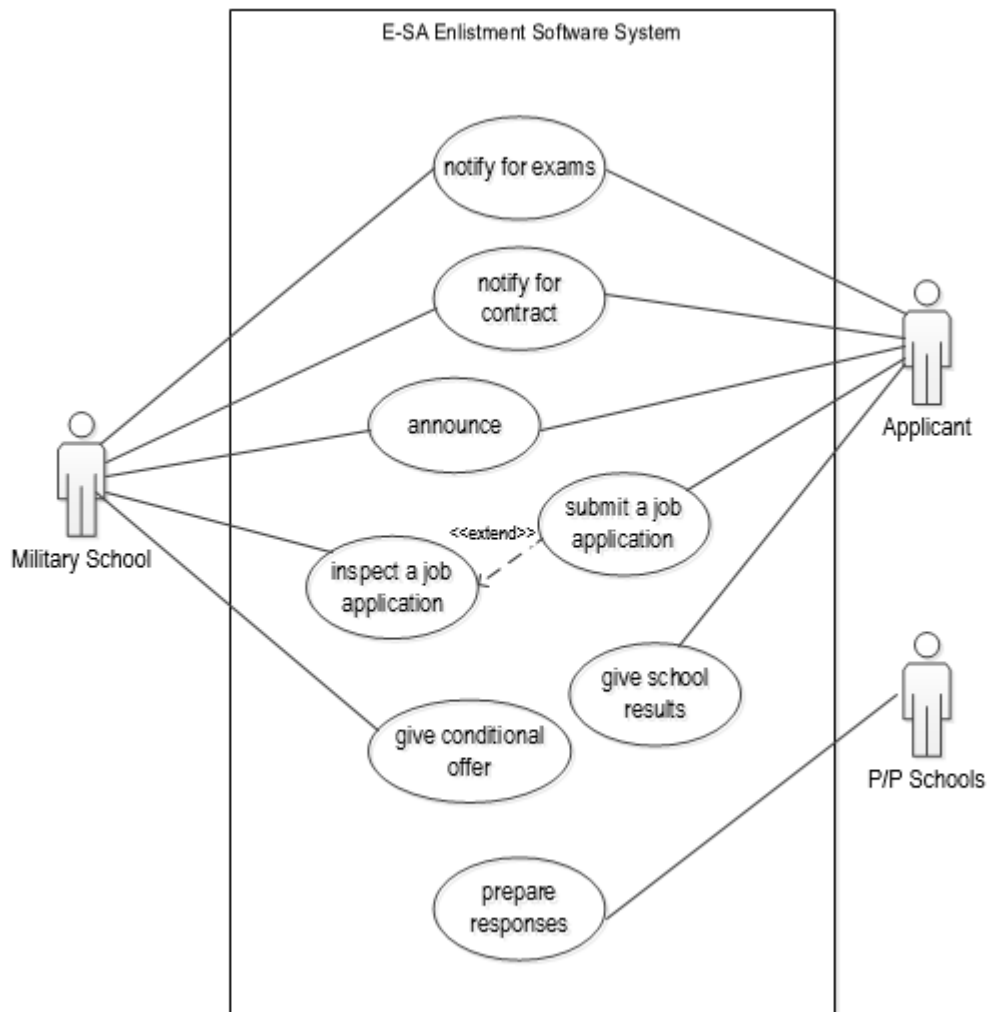 E-SA Enlistment Software System
notify for exams
notify for
contract
Applicant
announce
submit a job
application
<<extend>>
Military School
inspect a job
application
give school
results
give conditional
offer
P/P Schools
prepare
responses